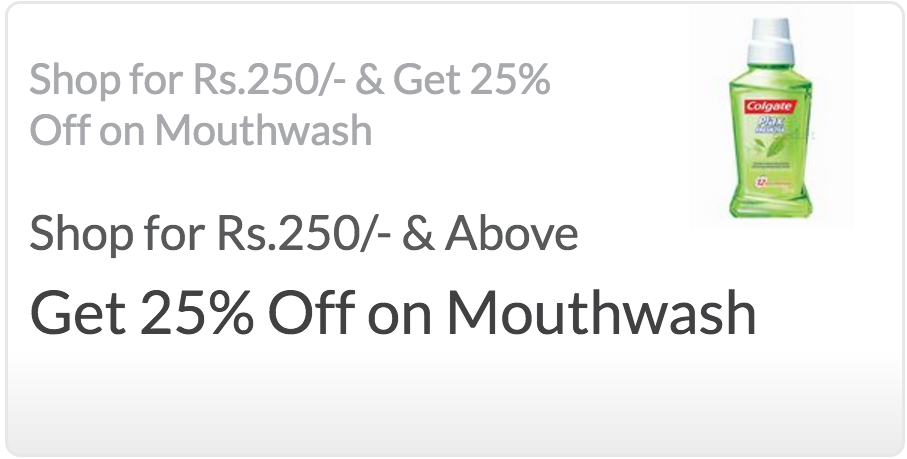 Shop for Rs.250/- & Get 25%
Off on Mouthwash
Colgate
Plax
Shop for Rs.250/- & Above
Get 25% Off on Mouthwash